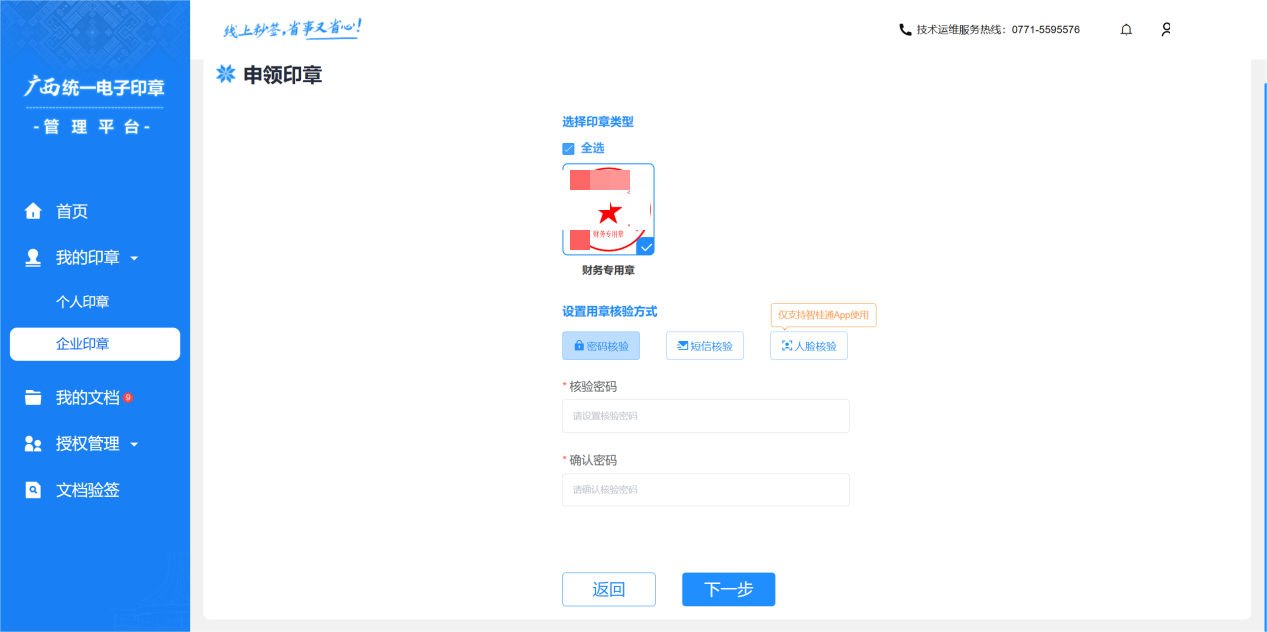 线上秒签,省事又省心!
技术运维服务热线：0771-5595576
广西统一电子印章
-管理平台-
首页
我的印章
个人印章
企业印章
我的文档 9
授权管理
文档验签
申领印章
选择印章类型
全选
财务专用章
财务专用章
设置用章核验方式
仅支持智桂通App使用
密码核验
短信核验
人脸核验
*核验密码
请设置核验密码
*确认密码
请确认核验密码
返回
下一步